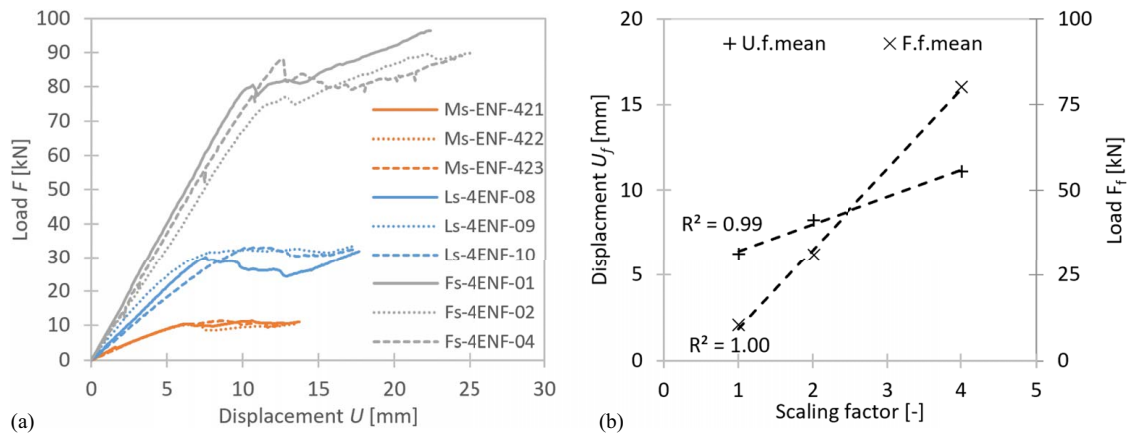 100
90
80
70
60
50
40
30
20
10
0
Load F [kN]
0 5 10 15 20 25 30
Displacement U [mm]
Ms-ENF-421
Ms-ENF-422
Ms-ENF-423
Ls-4ENF-08
Ls-4ENF-09
Ls-4ENF-10
Fs-4ENF-01
Fs-4ENF-02
Fs-4ENF-04
(a)
20
15
10
5
0
Displacment Uf [mm]
U.f.mean F.f.mean
R² = 0.99
R² = 1.00
0 1 2 3 4 5
Scaling factor [-]
100
75
50
25
0
Load Ff [kN]
(b)